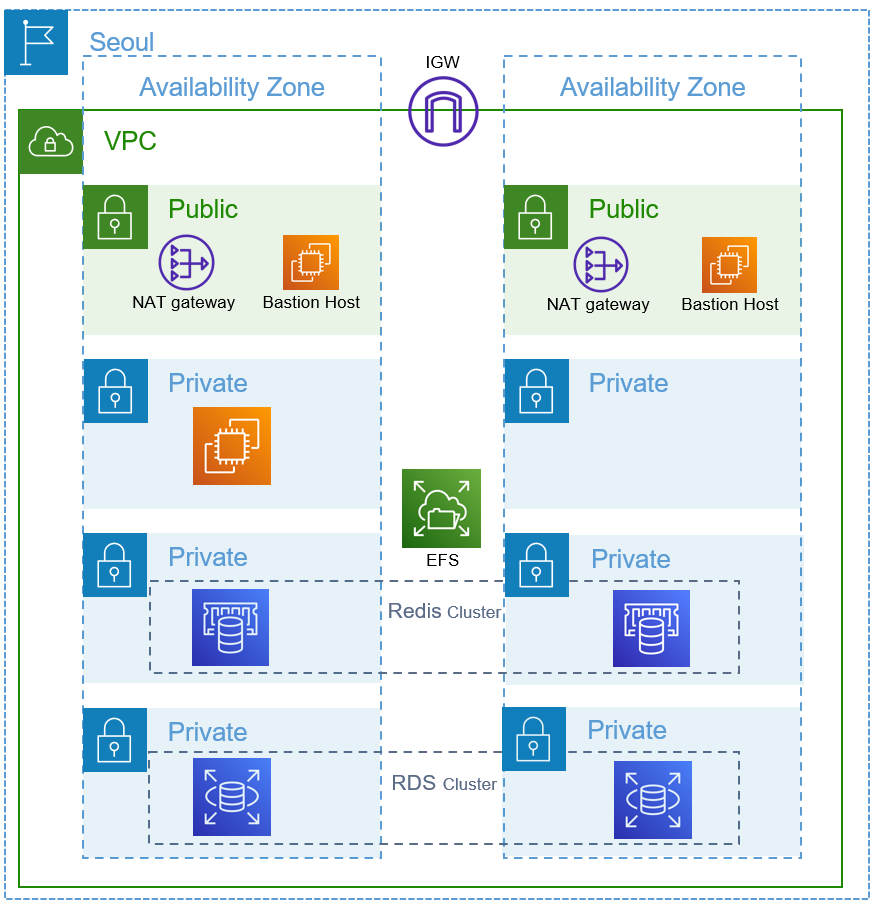 Seoul
IGW
Availability Zone
Availability Zone
VPC
Public
Public
NAT gateway
Bastion Host
NAT gateway
Bastion Host
Private
Private
EFS
Private
Private
Redis Cluster
Private
Private
RDS Cluster